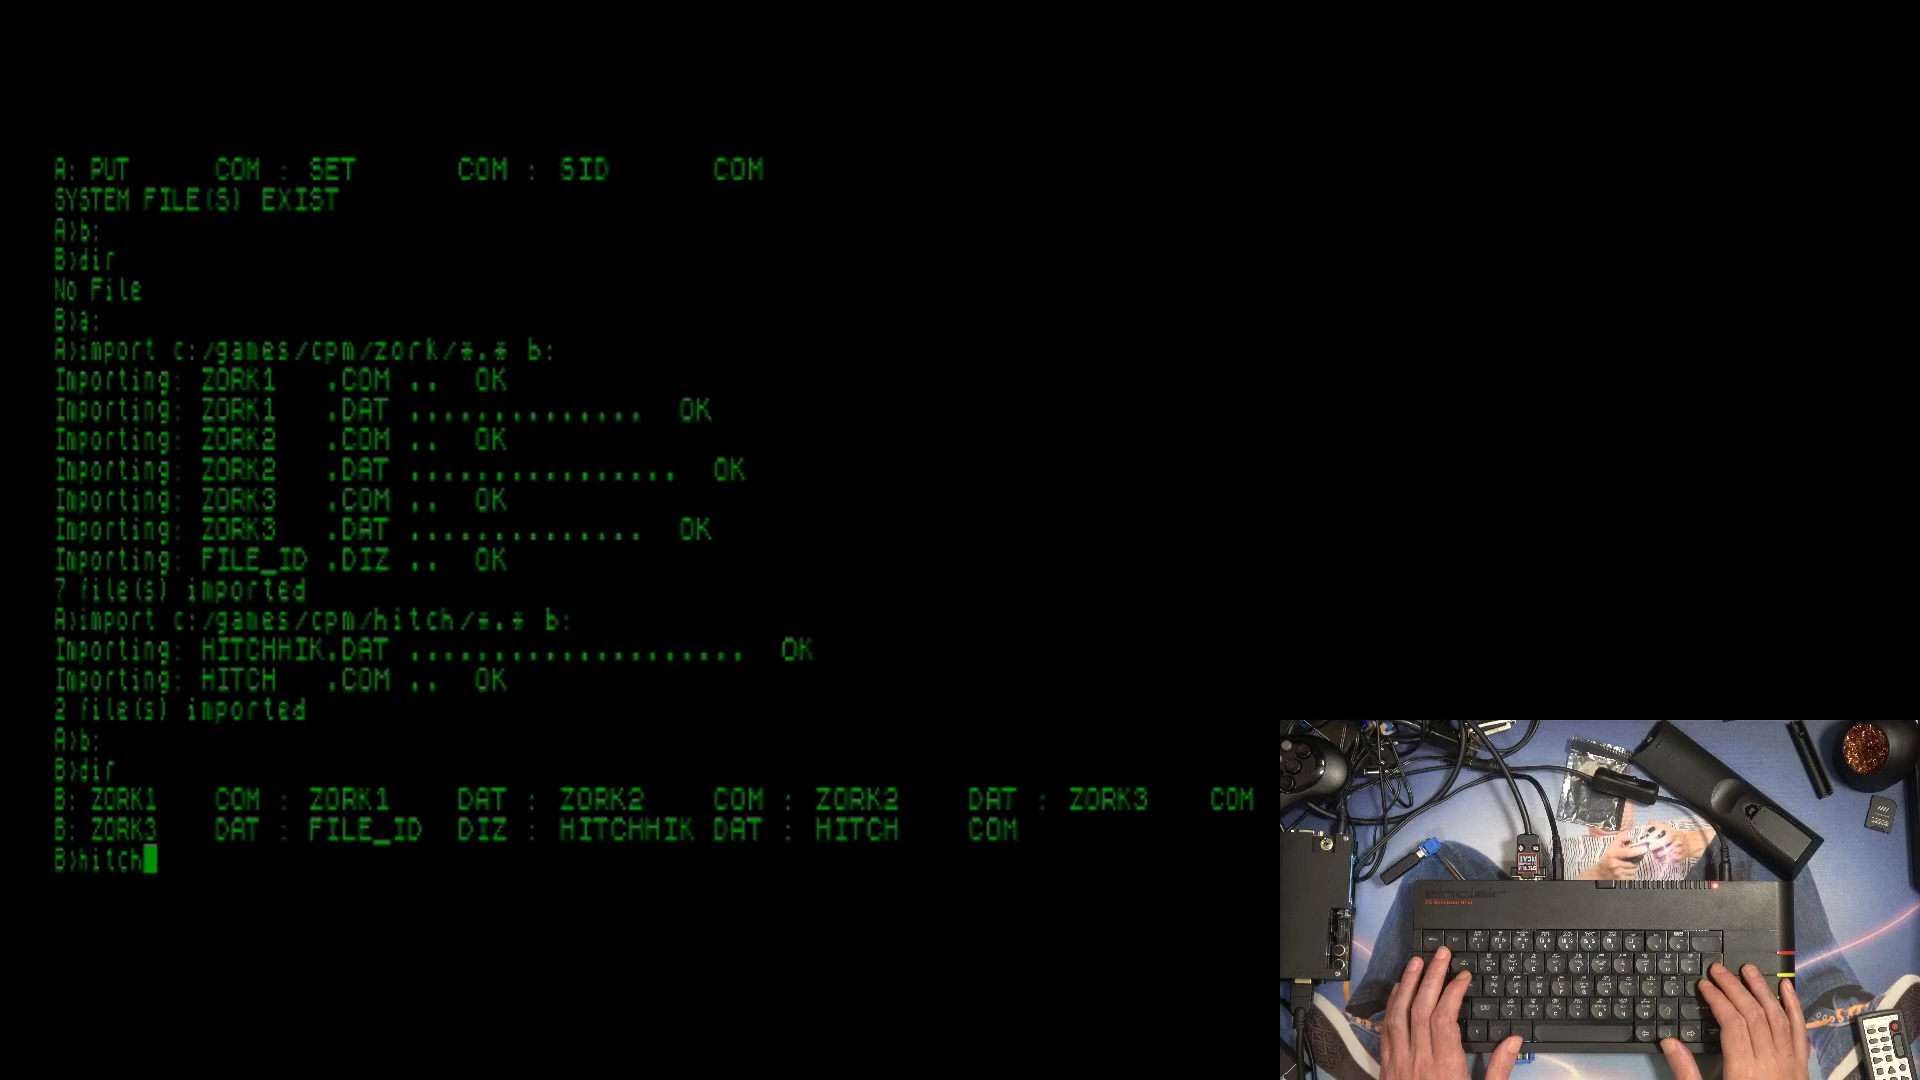 A: PUT COM : SET COM : SID COM
SYSTEM FILE(S) EXIST
A>b:
B>dir
No File
B>a:
A>import c:/games/cpm/zork/*.* b:
Importing: ZORK1 .COM .. OK
Importing: ZORK1 .DAT .............. OK
Importing: ZORK2 .COM .. OK
Importing: ZORK2 .DAT ................ OK
Importing: ZORK3 .COM .. OK
Importing: ZORK3 .DAT .............. OK
Importing: FILE_ID .DIZ .. OK
7 file(s) imported
A>import c:/games/cpm/hitch/*.* b:
Importing: HITCHHIK.DAT .................... OK
Importing: HITCH .COM .. OK
2 file(s) imported
A>b:
B>dir
B: ZORK1 COM : ZORK1 DAT : ZORK2 COM : ZORK2 DAT : ZORK3 COM
B: ZORK3 DAT : FILE_ID DIZ : HITCHHIK DAT : HITCH COM
B>hitch
sinclair
ZX Spectrum Next